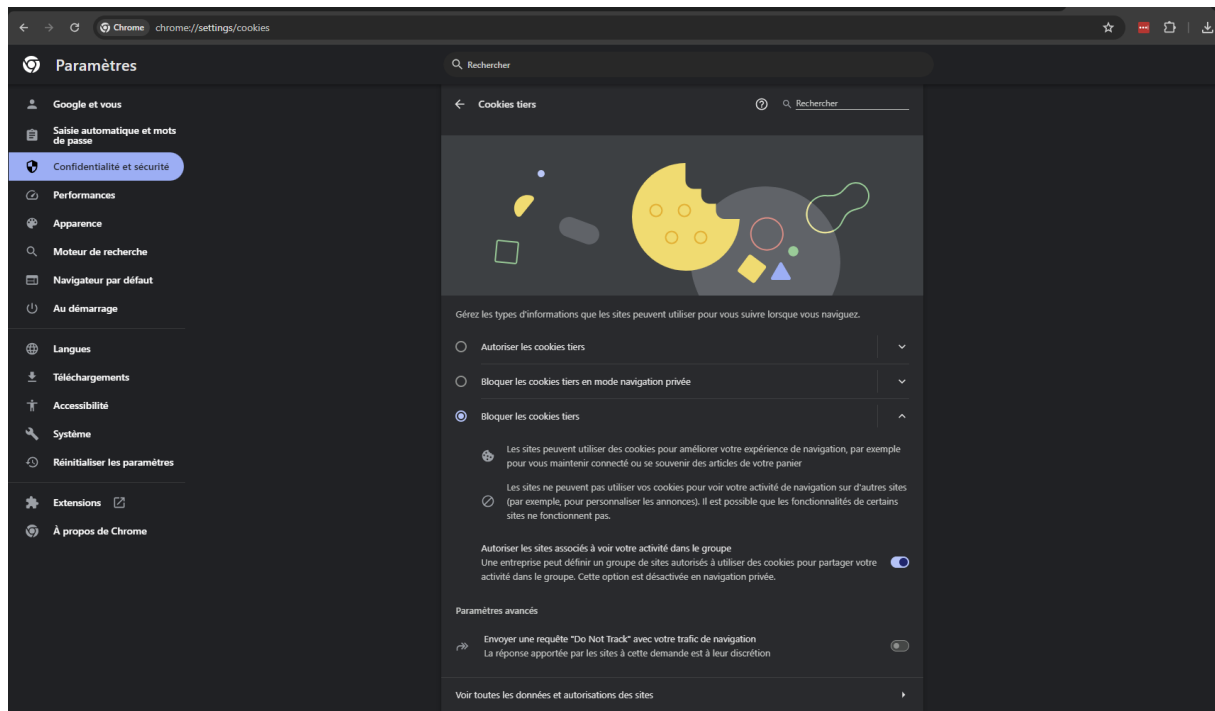 Chrome
chrome://settings/cookies
Paramètres
Rechercher
Google et vous
Saisie automatique et mots
de passe
Confidentialité et sécurité
Performances
Apparence
Moteur de recherche
Navigateur par défaut
Au démarrage
Langues
Téléchargements
Accessibilité
Système
Réinitialiser les paramètres
Extensions
À propos de Chrome
Cookies tiers
Rechercher
Gérez les types d'informations que les sites peuvent utiliser pour vous suivre lorsque vous naviguez.
Autoriser les cookies tiers
Bloquer les cookies tiers en mode navigation privée
Bloquer les cookies tiers
Les sites peuvent utiliser des cookies pour améliorer votre expérience de navigation, par exemple
pour vous maintenir connecté ou se souvenir des articles de votre panier
Les sites ne peuvent pas utiliser vos cookies pour voir votre activité de navigation sur d'autres sites
(par exemple, pour personnaliser les annonces). Il est possible que les fonctionnalités de certains
sites ne fonctionnent pas.
Autoriser les sites associés à voir votre activité dans le groupe
Une entreprise peut définir un groupe de sites autorisés à utiliser des cookies pour partager votre
activité dans le groupe. Cette option est désactivée en navigation privée.
Paramètres avancés
Envoyer une requête "Do Not Track" avec votre trafic de navigation
La réponse apportée par les sites à cette demande est à leur discrétion
Voir toutes les données et autorisations des sites